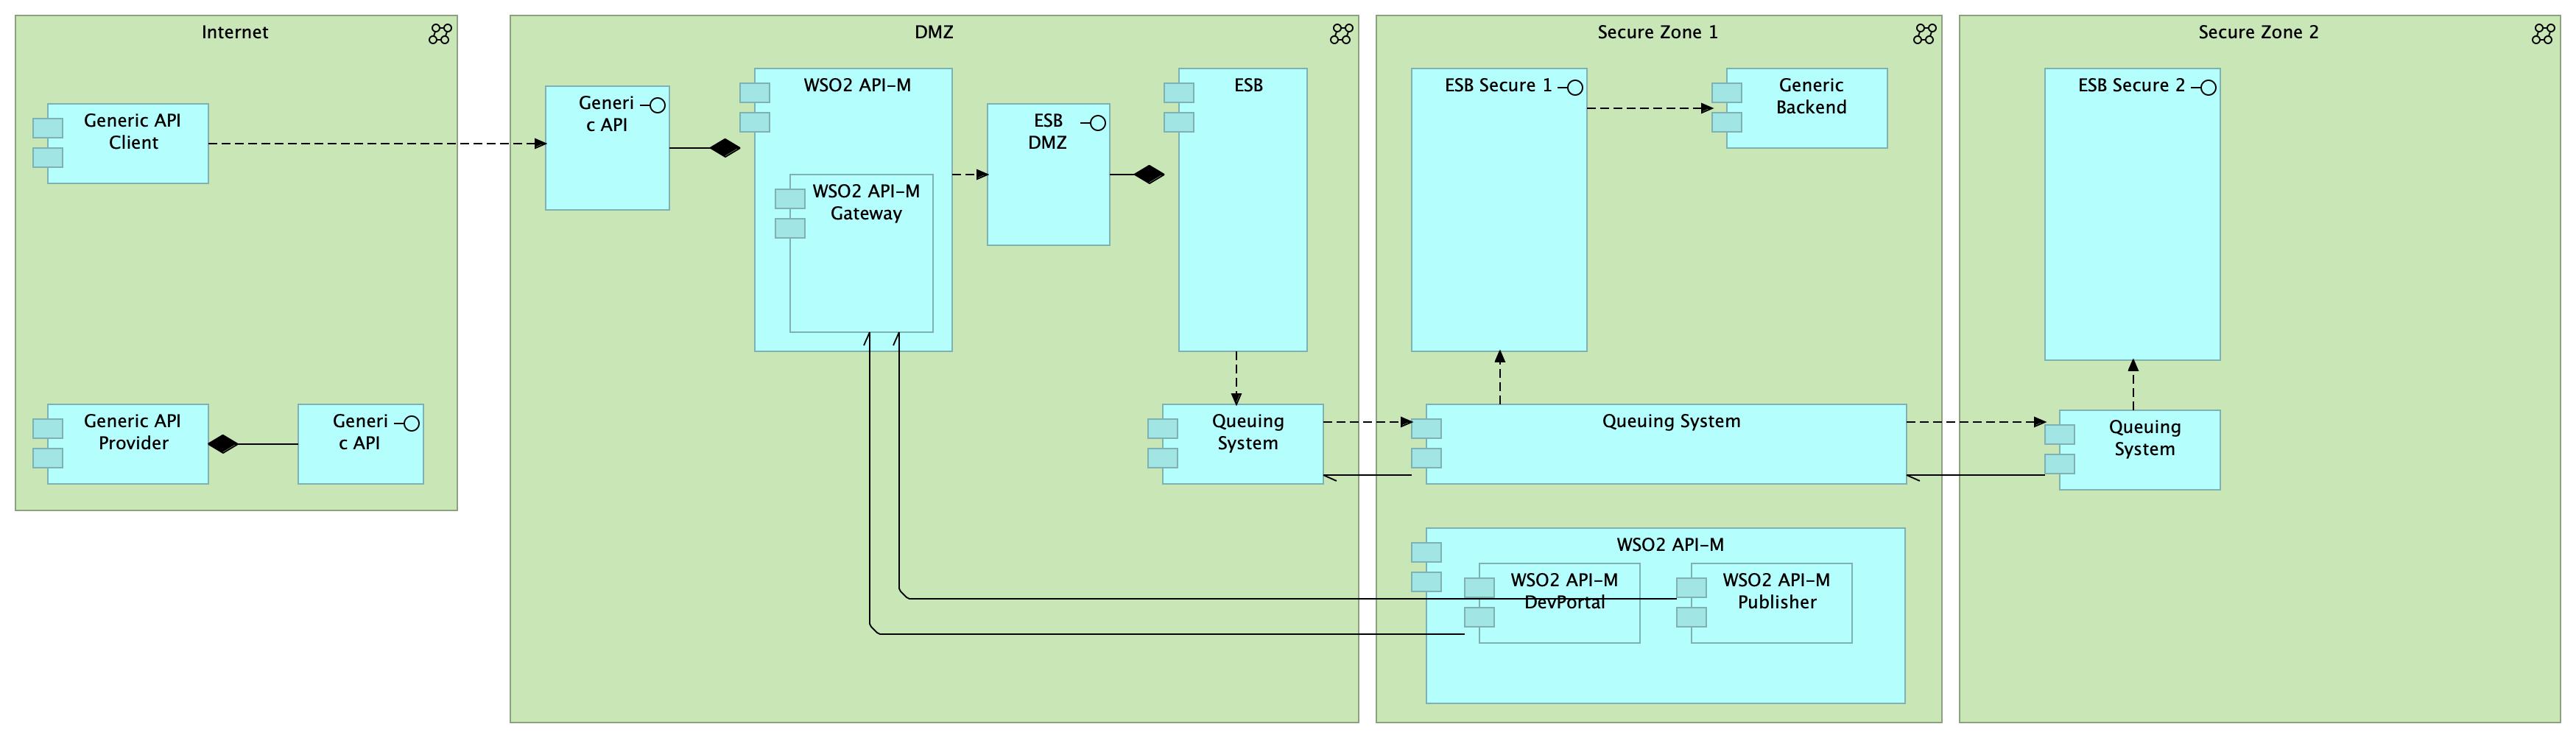 Internet
Generic API
Client
Generic API
Provider
Generi
c API
DMZ
Generi
c API
WSO2 API-M
WSO2 API-M
Gateway
ESB
DMZ
ESB
Queuing
System
Secure Zone 1
ESB Secure 1
Generic
Backend
Queuing System
WSO2 API-M
WSO2 API-M
DevPortal
WSO2 API-M
Publisher
Secure Zone 2
ESB Secure 2
Queuing
System